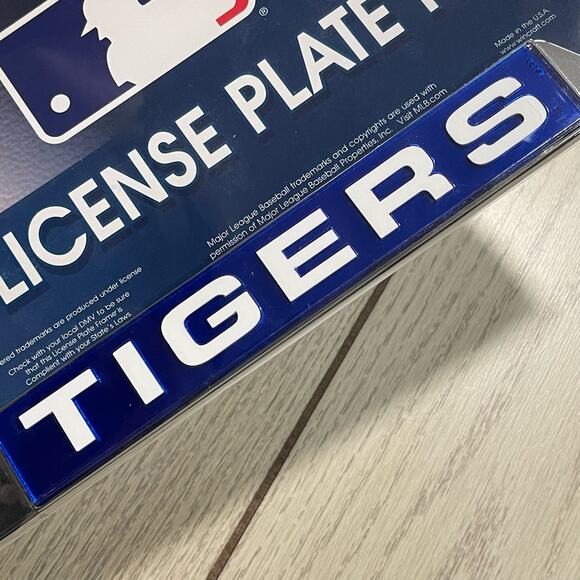 ®
LICENSE PLATE
Made in the U.S.A.
www.wincraft.com
Major League Baseball trademarks and copyrights are used with
permission of Major League Baseball Properties, Inc. Visit MLB.com
trademarks are produced under license
Check with your local DMV to be sure
that this License Plate Frame is
Compliant with your State's Laws.
TIGERS